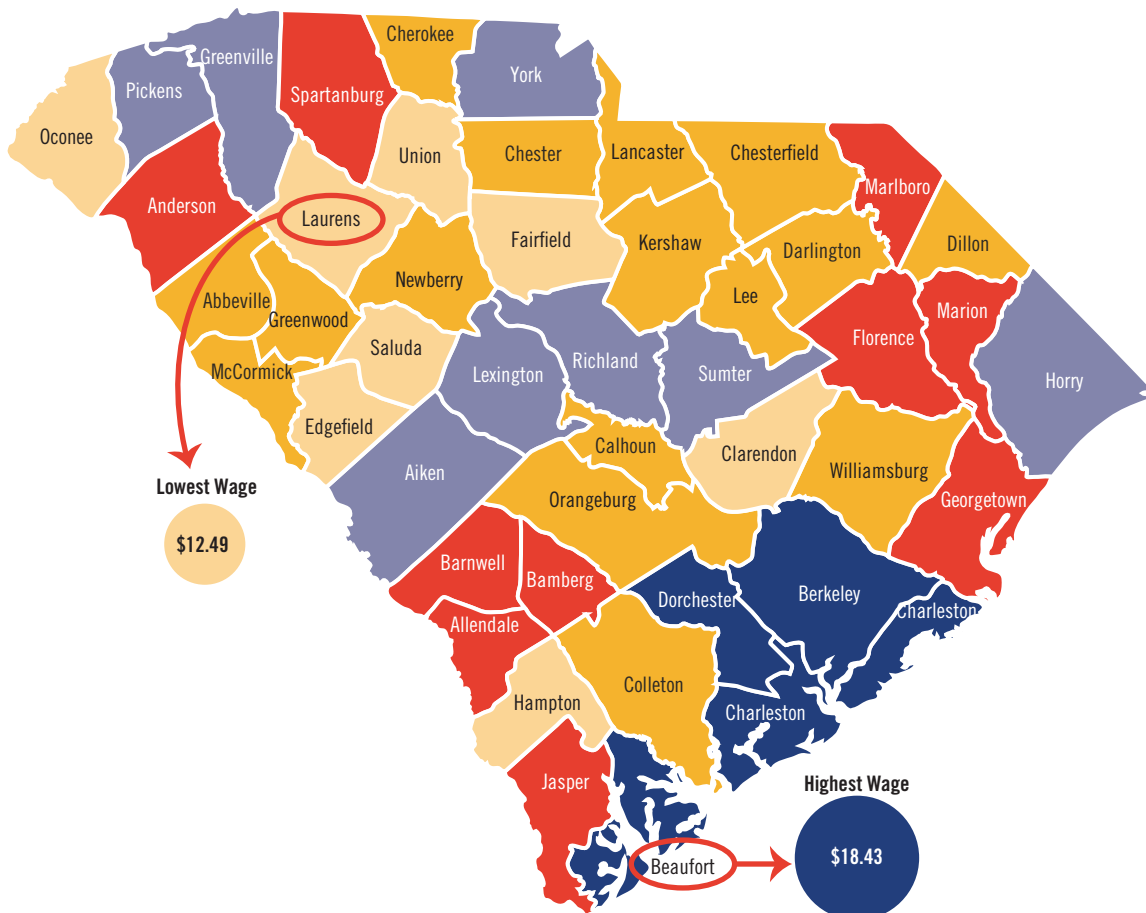 Cherokee
Greenville
York
Pickens
Spartanburg
Oconee
Union
Chester
Lancaster
Chesterfield
Marlboro
Anderson
Laurens
Fairfield
Kershaw
Darlington
Dillon
Newberry
Abbeville
Greenwood
Lee
Marion
Saluda
Florence
McCormick
Lexington
Richland
Sumter
Horry
Edgefield
Calhoun
Clarendon
Aiken
Williamsburg
Lowest Wage
Orangeburg
Georgetown
$12.49
Barnwell
Bamberg
Dorchester
Berkeley
Charleston
Allendale
Colleton
Hampton
Charleston
Jasper
Highest Wage
$18.43
Beaufort